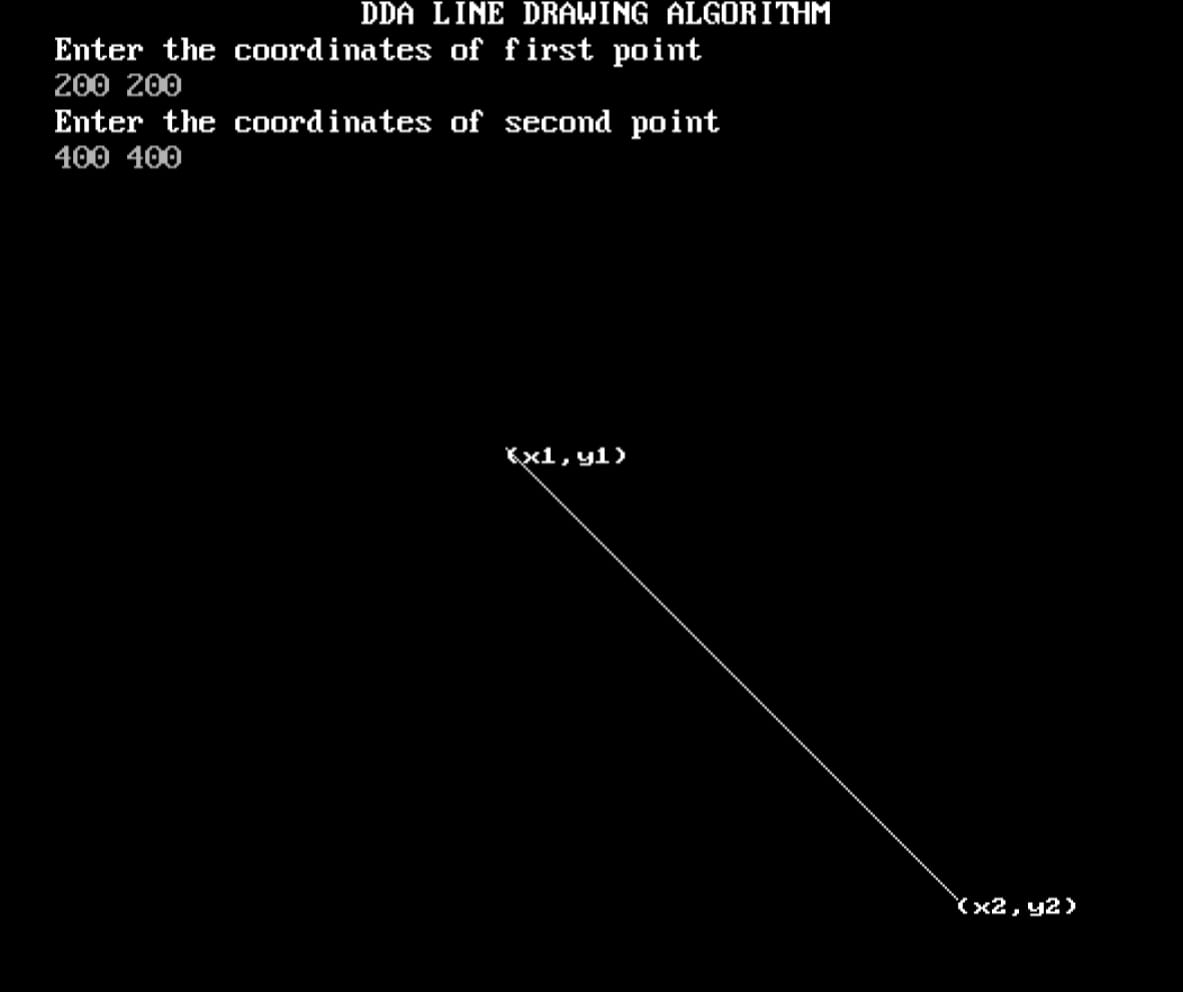 DDA LINE DRAWING ALGORITHM
Enter the coordinates of first point
200 200
Enter the coordinates of second point
400 400
(x1,y1)
(x2,y2)